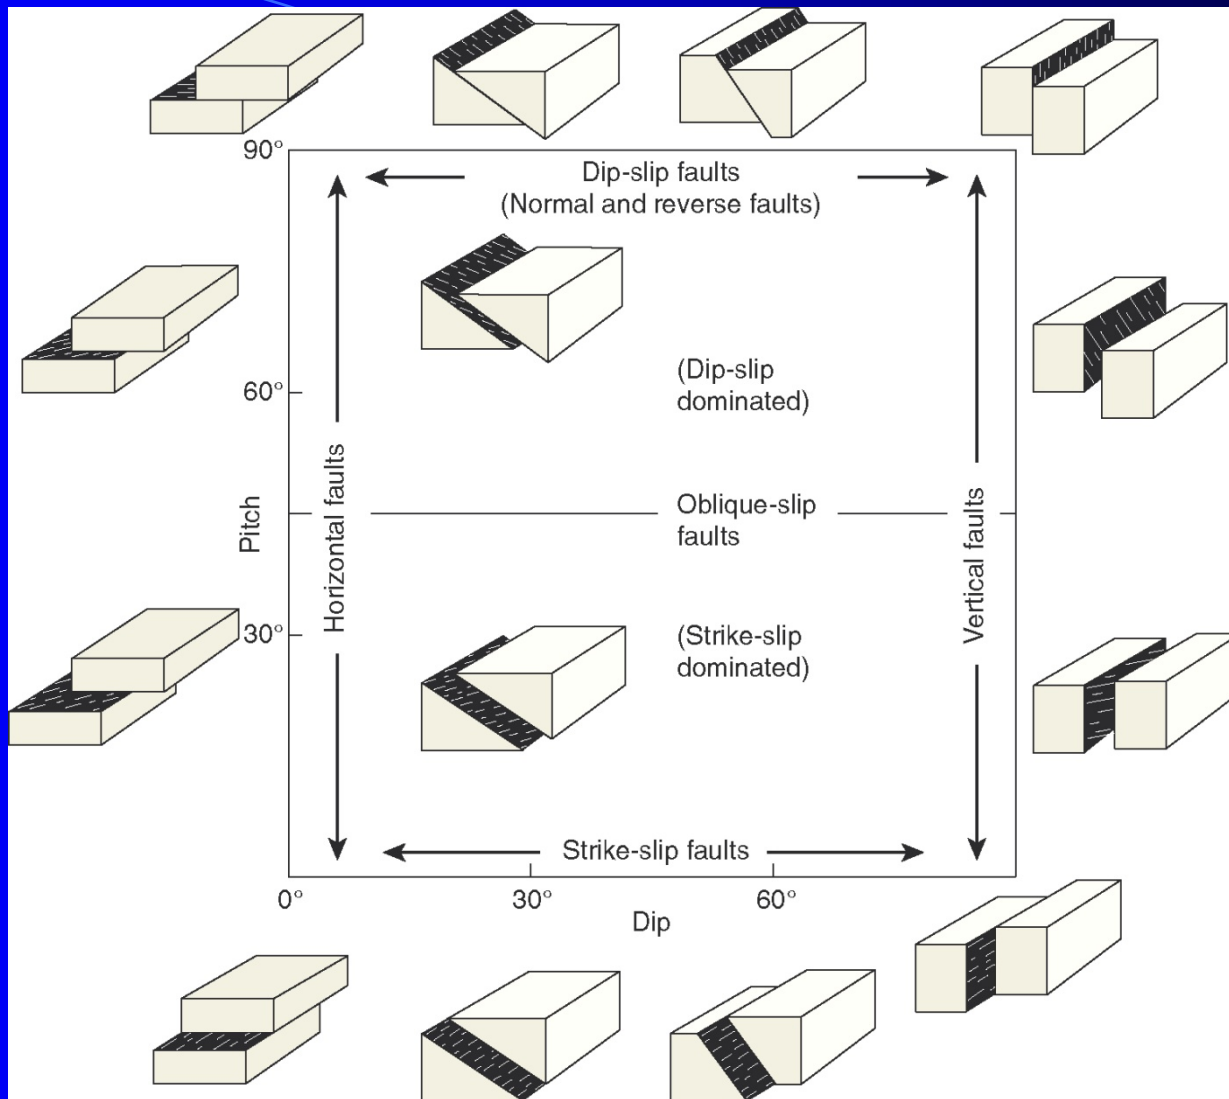 90°
Dip-slip faults
(Normal and reverse faults)
(Dip-slip
dominated)
60°
Horizontal faults
Vertical faults
Pitch
Oblique-slip
faults
30°
(Strike-slip
dominated)
Strike-slip faults
0°
30°
60°
Dip